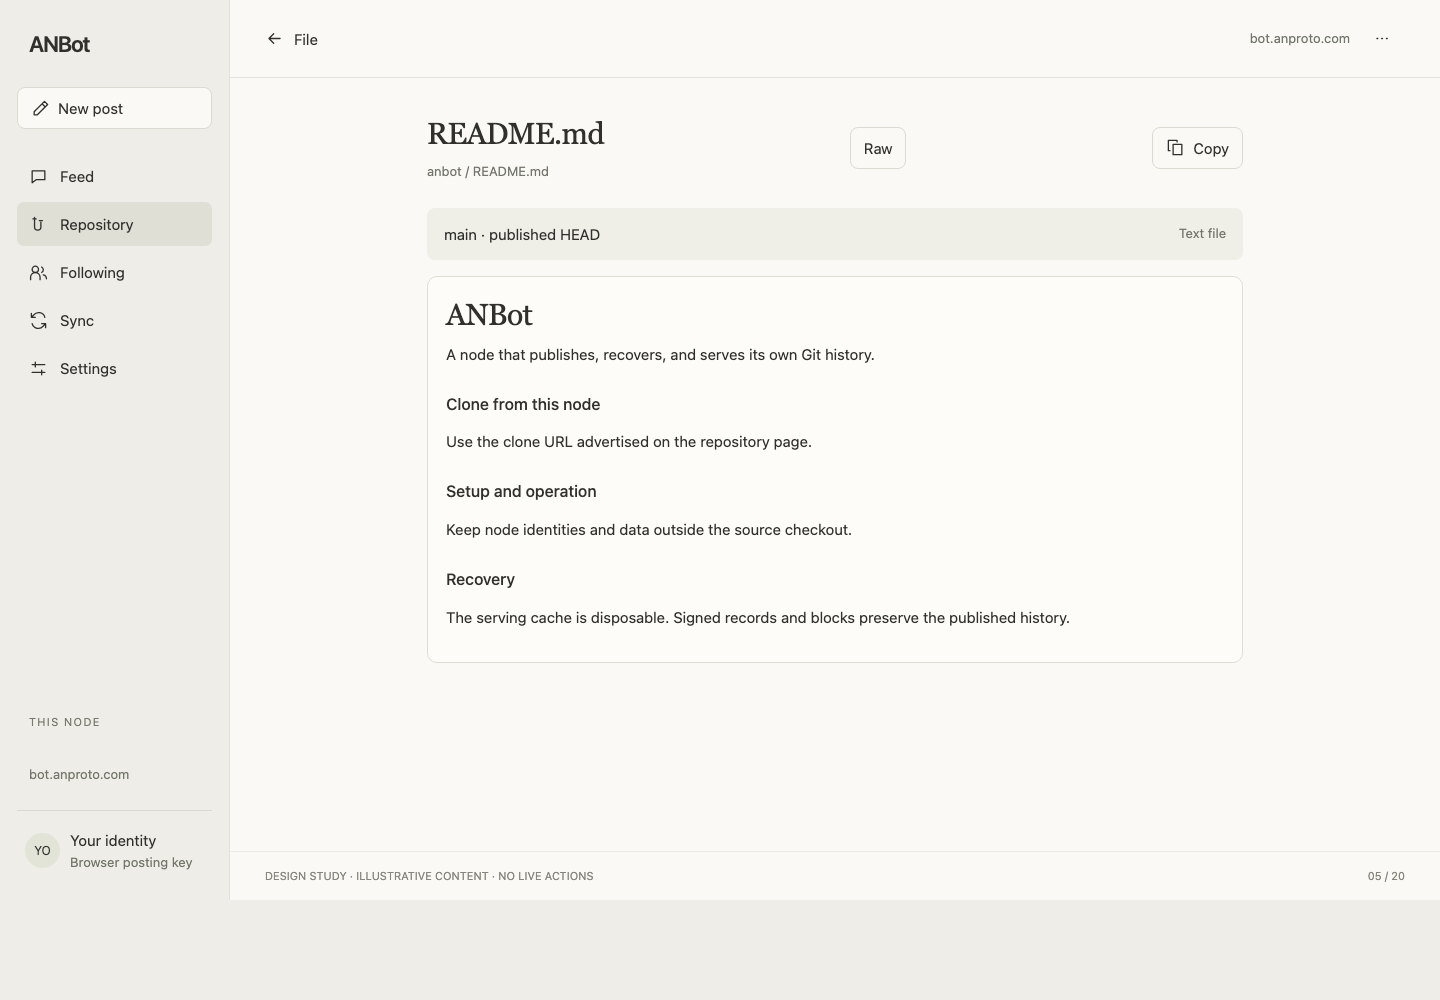 ANBot
New post
Feed
Repository
Following
Sync
Settings
THIS NODE
bot.anproto.com
YO
Your identity
Browser posting key
File
bot.anproto.com
···
README.md
anbot / README.md
Raw
Copy
main · published HEAD
Text file
ANBot
A node that publishes, recovers, and serves its own Git history.
Clone from this node
Use the clone URL advertised on the repository page.
Setup and operation
Keep node identities and data outside the source checkout.
Recovery
The serving cache is disposable. Signed records and blocks preserve the published history.
DESIGN STUDY · ILLUSTRATIVE CONTENT · NO LIVE ACTIONS
05 / 20